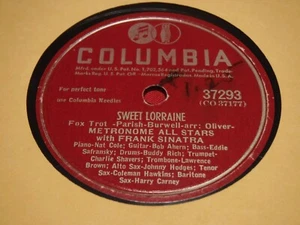 COLUMBIA
For perfect tone
use Columbia Needles
37293
(CO 37177)
SWEET LORRAINE
Fox Trot -Parish-Burwell-arr: Oliver-
METRONOME ALL STARS
with FRANK SINATRA
Piano-Nat Cole; Guitar-Bob Ahern; Bass-Eddie
Safransky; Drums-Buddy Rich; Trumpet-
Charlie Shavers; Trombone-Lawrence
Brown; Alto Sax-Johnny Hodges; Tenor
Sax-Coleman Hawkins; Baritone
Sax-Harry Carney